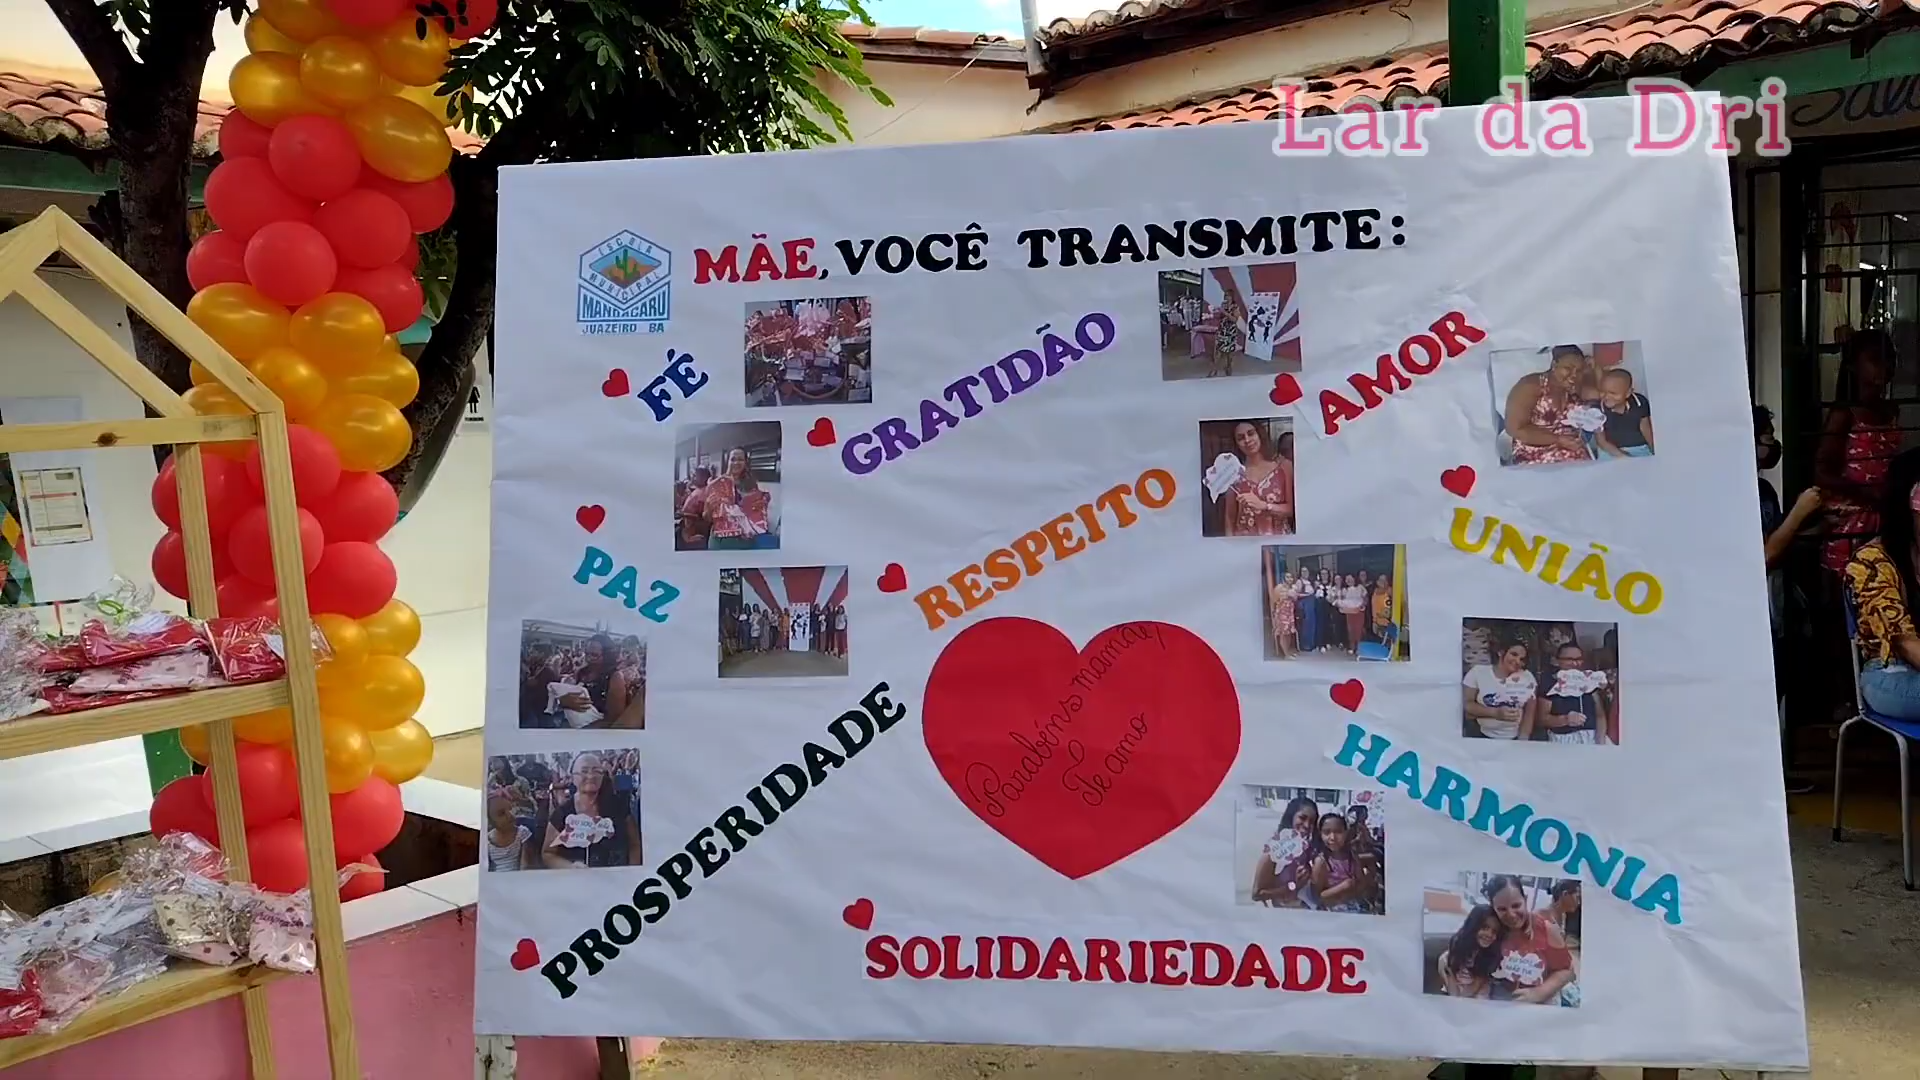 Lar da Dri
ESCOLA
MUNICIPAL
MANDACARU
JUAZEIRO BA
MÃE, VOCÊ TRANSMITE:
FÉ
GRATIDÃO
AMOR
PAZ
RESPEITO
UNIÃO
PROSPERIDADE
Parabéns mamãe,
Te amo
HARMONIA
SOLIDARIEDADE